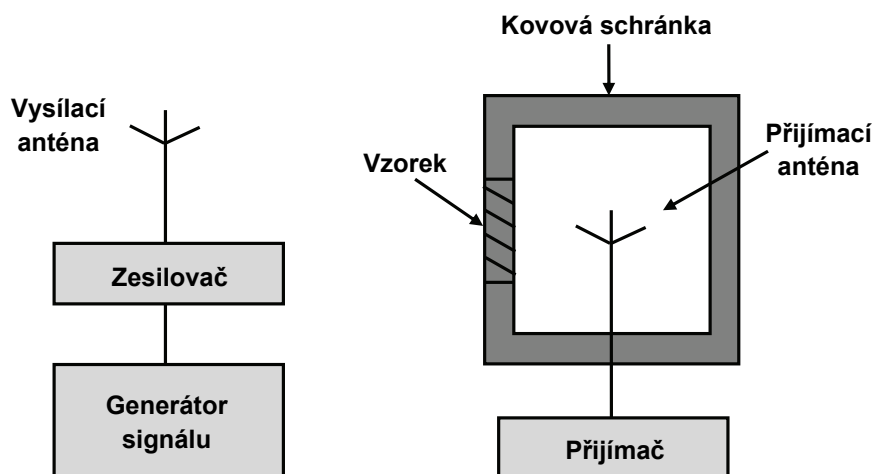 Kovová schránka
Vysílací
anténa
Přijímací
anténa
Vzorek
Zesilovač
Generátor
signálu
Přijímač